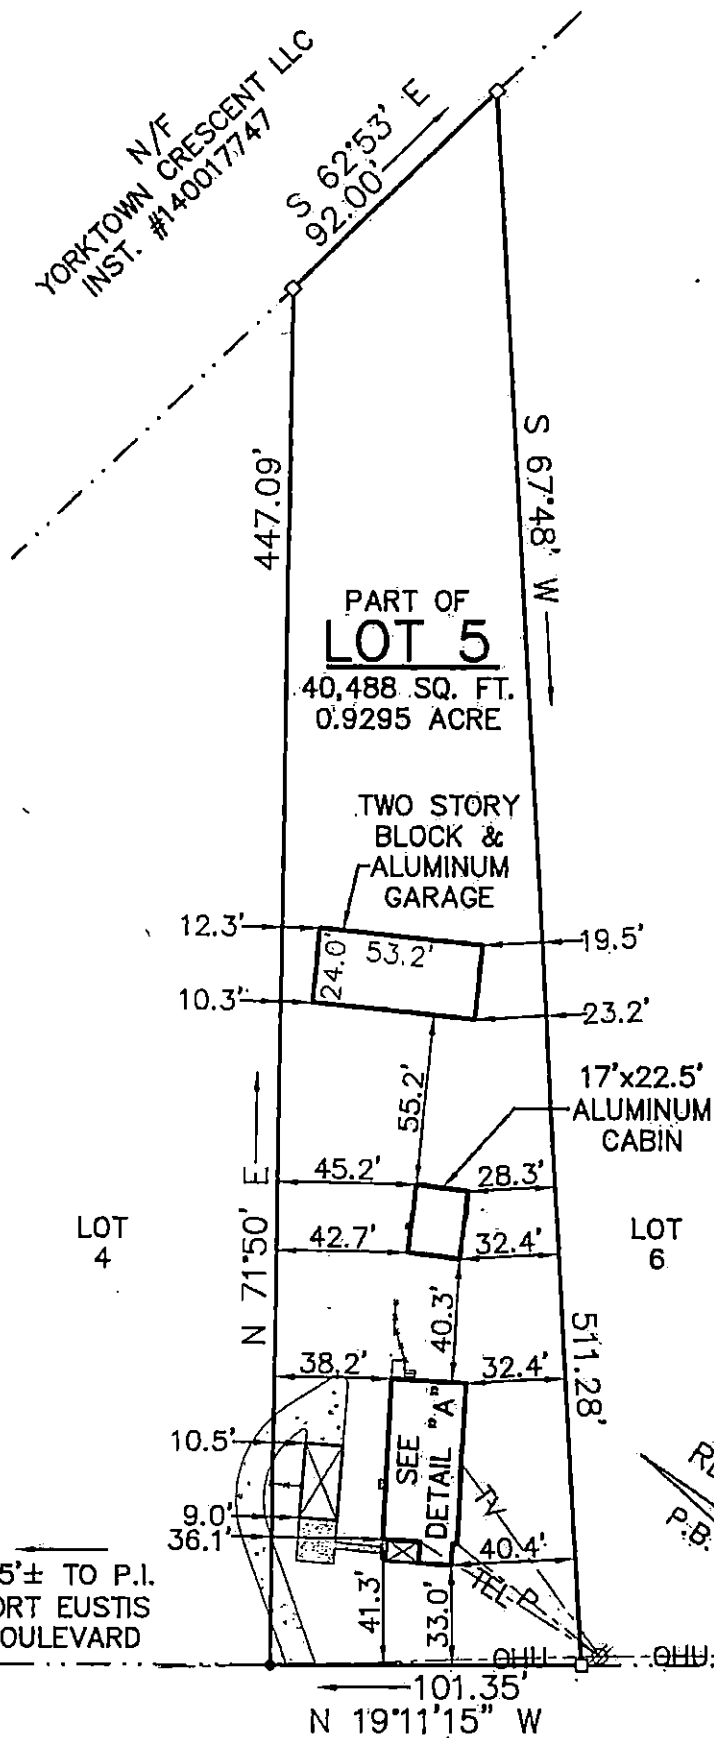 N/F
YORKTOWN CRESCENT LLC
INST. #140017747
S 62°53' E
92.00'
447.09'
S 67°48' W
PART OF
LOT 5
40,488 SQ. FT.
0.9295 ACRE
TWO STORY
BLOCK &
ALUMINUM
GARAGE
12.3'
24.0'
53.2'
19.5'
10.3'
23.2'
55.2'
17'x22.5'
ALUMINUM
CABIN
45.2'
28.3'
N 71°50' E
LOT
4
42.7'
32.4'
LOT
6
40.3'
511.28'
38.2'
32.4'
SEE
DETAIL "A"
10.5'
TV
P.B.
9.0'
36.1'
40.4'
5'± TO P.I.
ORT EUSTIS
OULEVARD
41.3'
33.0'
TEL P
OHU
OHU
101.35'
N 19°11'15" W